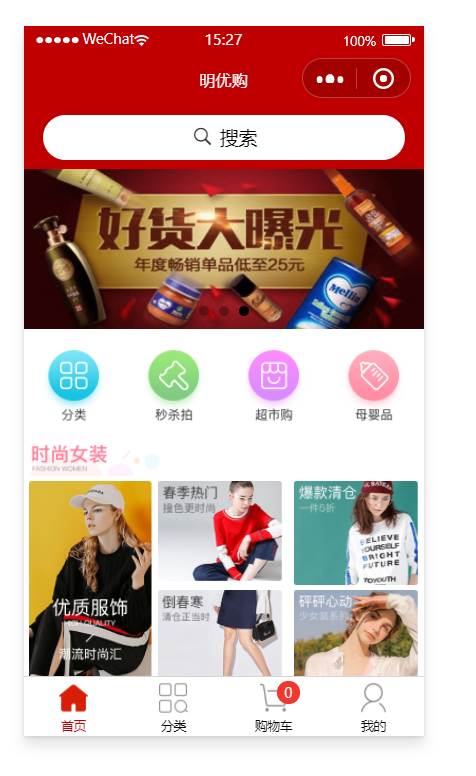 WeChat 15:27 100%
明优购
搜索
好货大曝光
年度畅销单品低至25元
Mellin
分类 秒杀拍 超市购 母婴品
时尚女装
FASHION WOMEN
优质服饰
HIGH QUALITY
潮流时尚汇
春季热门
撞色更时尚
爆款清仓
一件5折
BELIEVE
YOURSELF
BRIGHT
FUTURE
TOYOUTH
倒春寒
清仓正当时
砰砰心动
少女装系列
0
首页 分类 购物车 我的